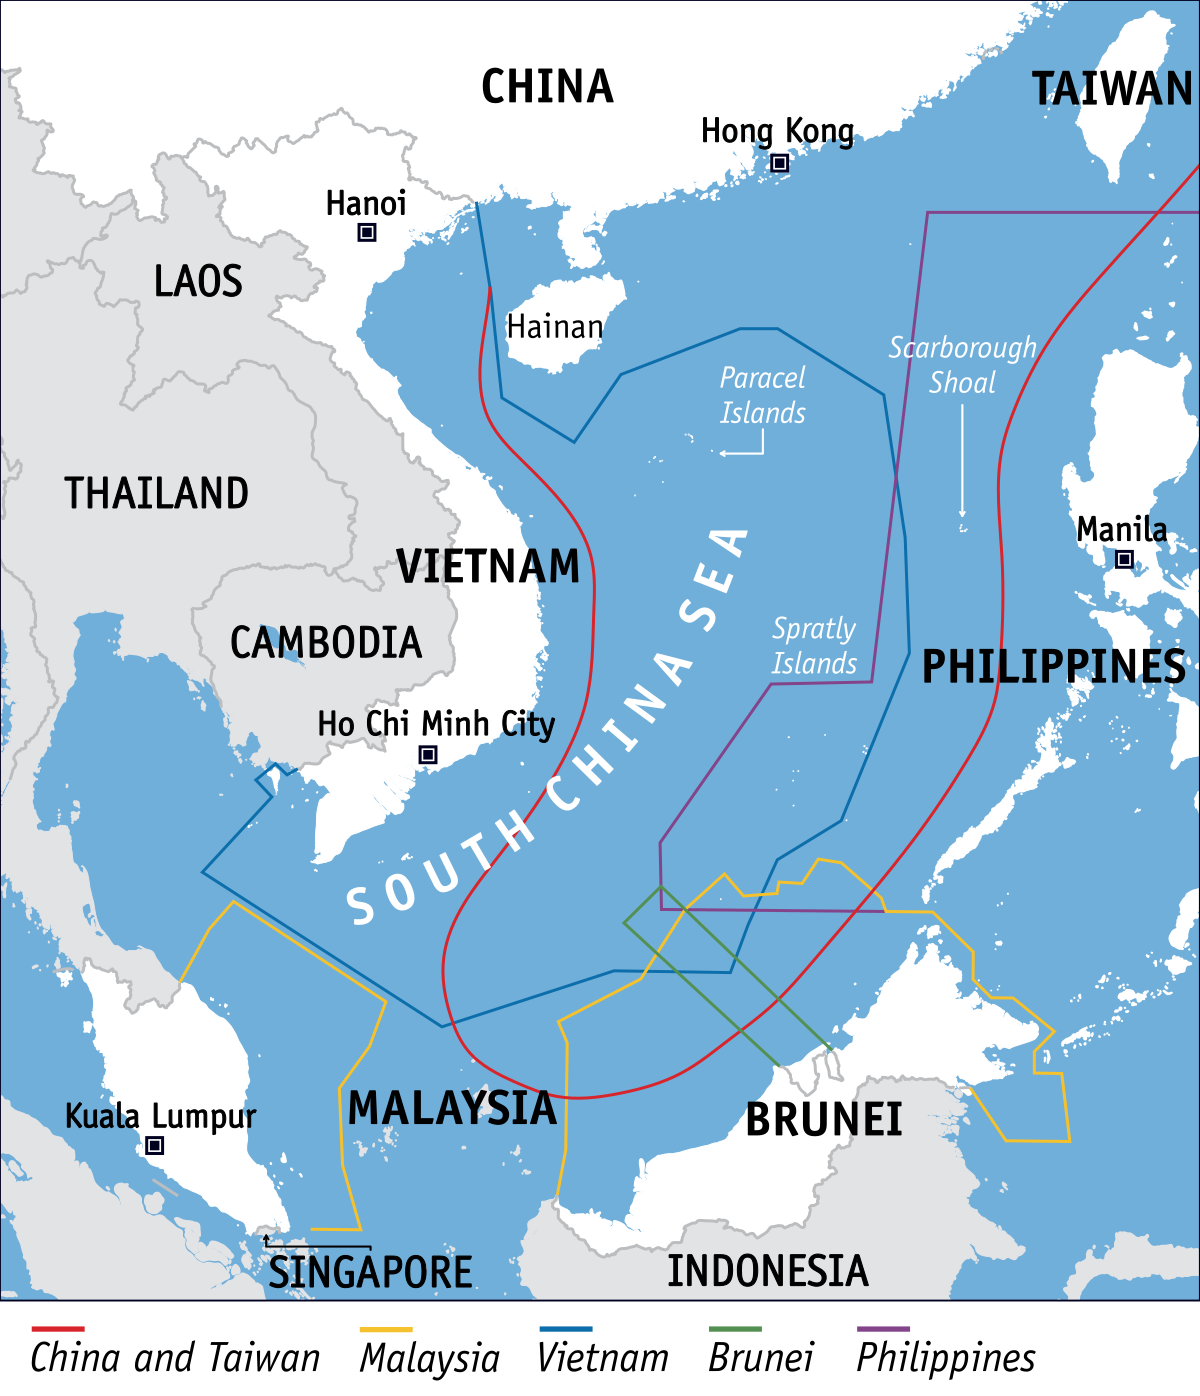 CHINA
TAIWAN
Hong Kong
Hanoi
LAOS
Hainan
Scarborough
Shoal
Paracel
Islands
THAILAND
Manila
VIETNAM
CAMBODIA
Spratly
Islands
PHILIPPINES
Ho Chi Minh City
SOUTH CHINA SEA
MALAYSIA
Kuala Lumpur
BRUNEI
SINGAPORE
INDONESIA
China and Taiwan
Malaysia
Vietnam
Brunei
Philippines